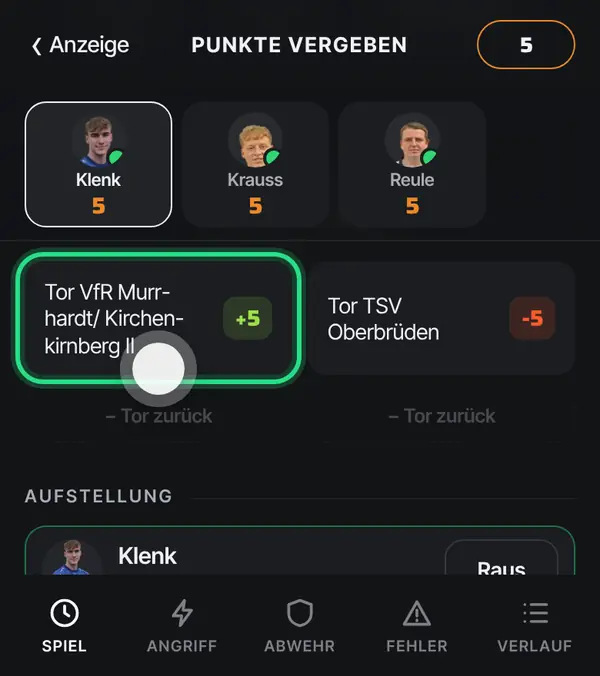 ‹ Anzeige
PUNKTE VERGEBEN
5
Klenk
5
Krauss
5
Reule
5
Tor VfR Murr-
hardt/ Kirchen-
kirnberg II
+5
Tor TSV
Oberbrüden
-5
– Tor zurück
– Tor zurück
AUFSTELLUNG
Klenk
Raus
SPIEL
ANGRIFF
ABWEHR
FEHLER
VERLAUF